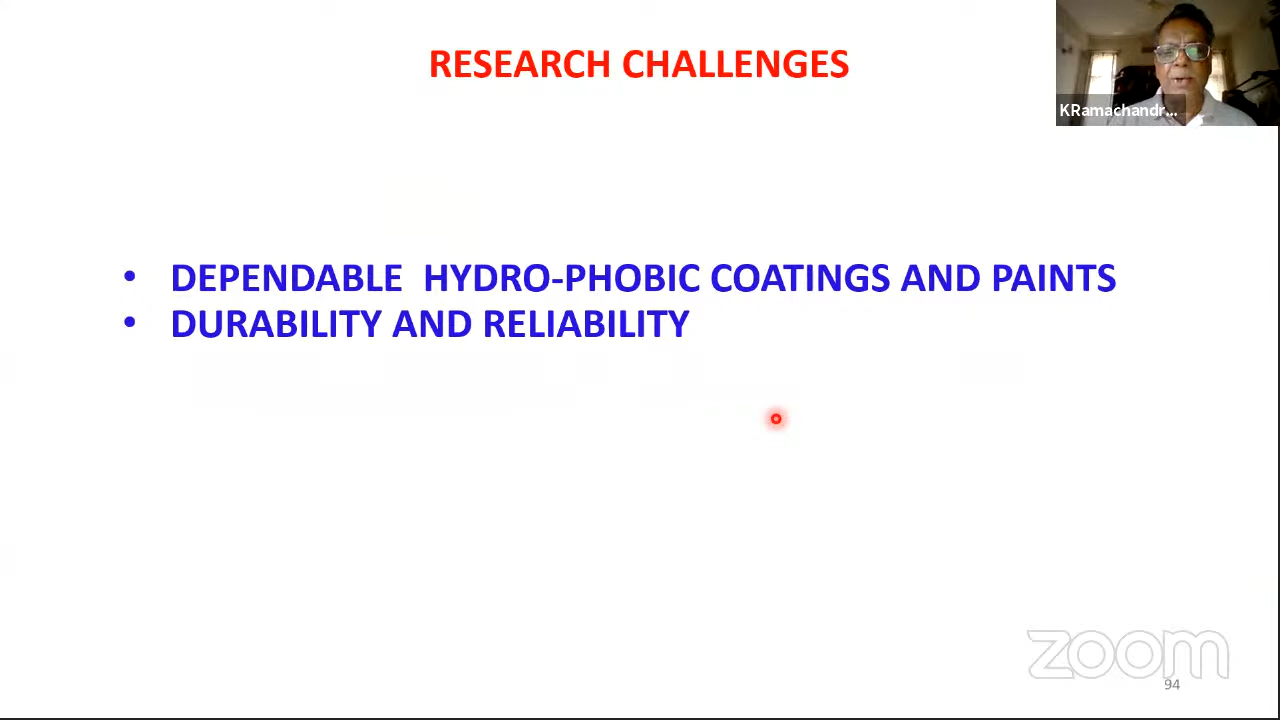 RESEARCH CHALLENGES
KRamachandr...
• DEPENDABLE HYDRO-PHOBIC COATINGS AND PAINTS
• DURABILITY AND RELIABILITY
zoom
94